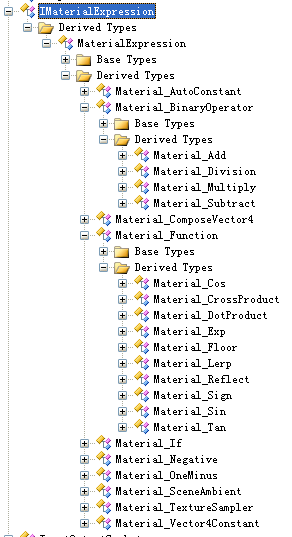 IMaterialExpression
Derived Types
MaterialExpression
Base Types
Derived Types
Material_AutoConstant
Material_BinaryOperator
Base Types
Derived Types
Material_Add
Material_Division
Material_Multiply
Material_Subtract
Material_ComposeVector4
Material_Function
Base Types
Derived Types
Material_Cos
Material_CrossProduct
Material_DotProduct
Material_Exp
Material_Floor
Material_Lerp
Material_Reflect
Material_Sign
Material_Sin
Material_Tan
Material_If
Material_Negative
Material_OneMinus
Material_SceneAmbient
Material_TextureSampler
Material_Vector4Constant